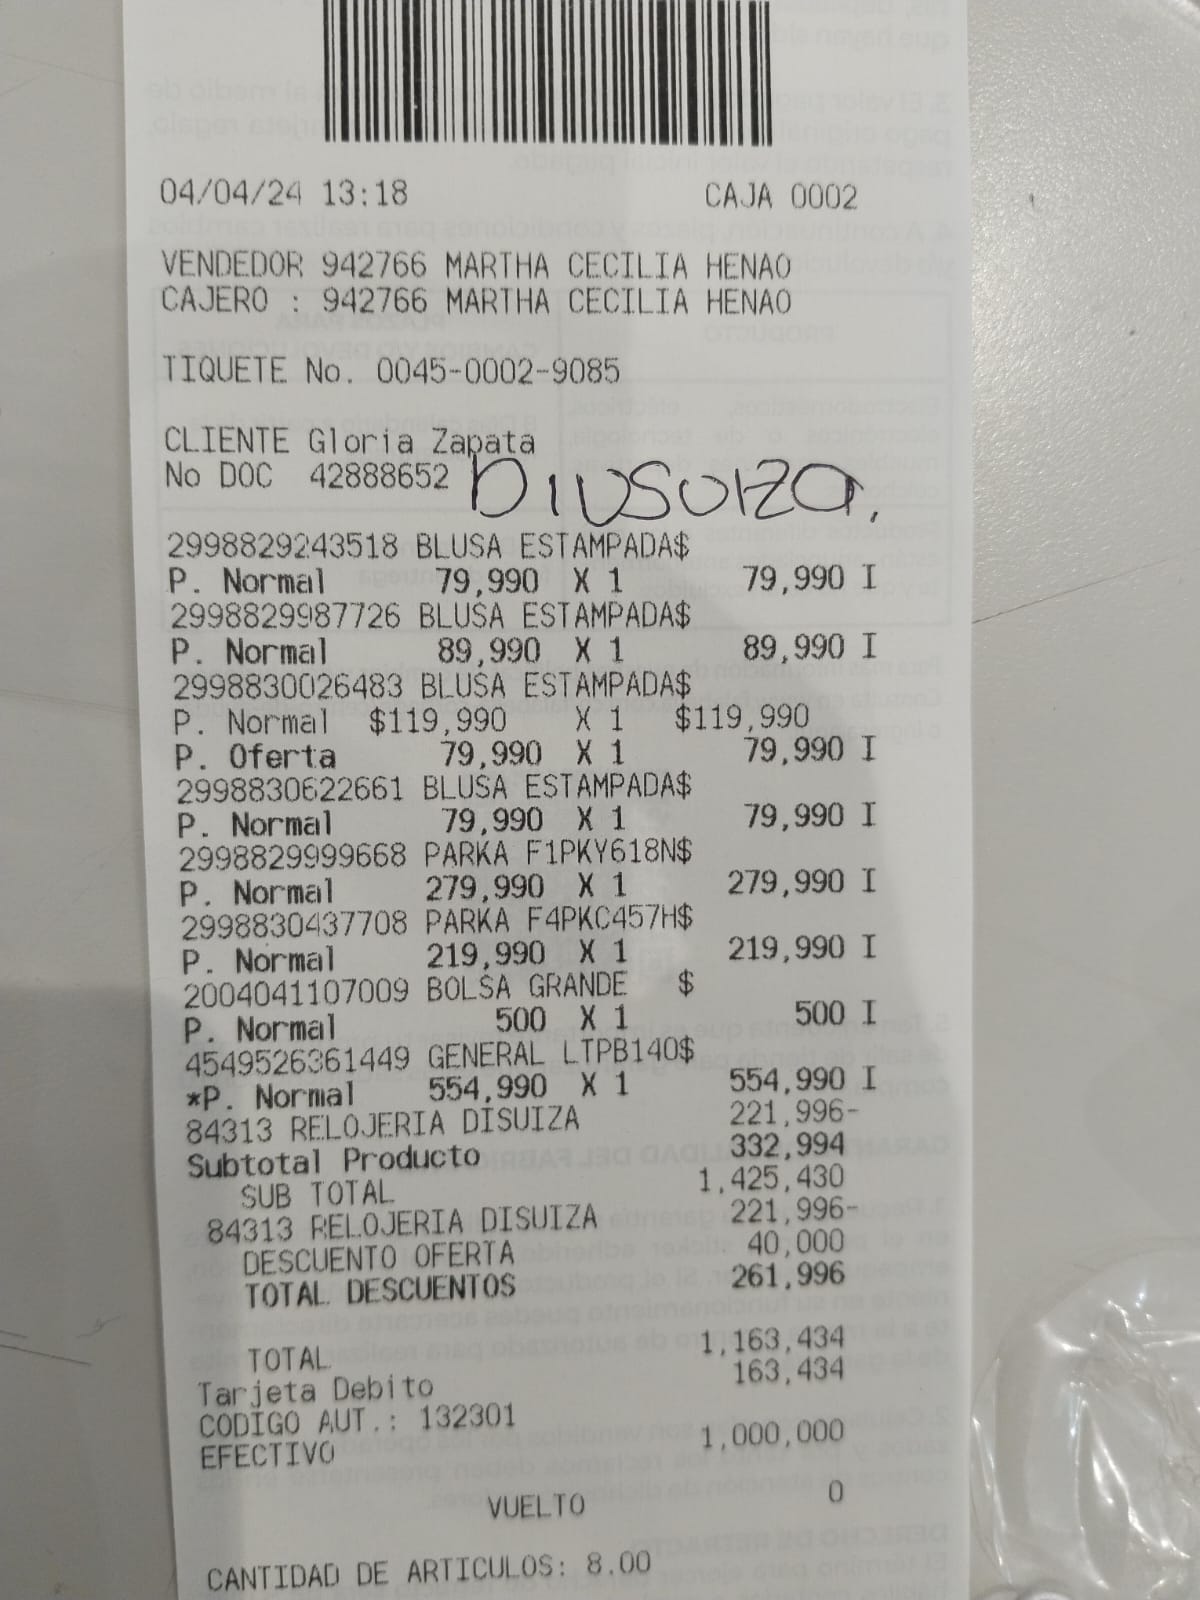 04/04/24 13:18 CAJA 0002
VENDEDOR 942766 MARTHA CECILIA HENAO
CAJERO : 942766 MARTHA CECILIA HENAO
TIQUETE No. 0045-0002-9085
CLIENTE Gloria Zapata
No DOC 42888652
2998829243518 BLUSA ESTAMPADA$
P. Normal 79,990 X 1 79,990 I
2998829987726 BLUSA ESTAMPADA$
P. Normal 89,990 X 1 89,990 I
2998830026483 BLUSA ESTAMPADA$
P. Normal $119,990 X 1 $119,990
P. Oferta 79,990 X 1 79,990 I
2998830622661 BLUSA ESTAMPADA$
P. Normal 79,990 X 1 79,990 I
2998829999668 PARKA F1PKY618N$
P. Normal 279,990 X 1 279,990 I
2998830437708 PARKA F4PKC457H$
P. Normal 219,990 X 1 219,990 I
2004041107009 BOLSA GRANDE $
P. Normal 500 X 1 500 I
4549526361449 GENERAL LTPB140$
*P. Normal 554,990 X 1 554,990 I
84313 RELOJERIA DISUIZA 221,996-
Subtotal Producto 332,994
SUB TOTAL 1,425,430
84313 RELOJERIA DISUIZA 221,996-
DESCUENTO OFERTA 40,000
TOTAL DESCUENTOS 261,996
TOTAL 1,163,434
Tarjeta Debito 163,434
CODIGO AUT.: 132301
EFECTIVO 1,000,000
VUELTO 0
CANTIDAD DE ARTICULOS: 8.00